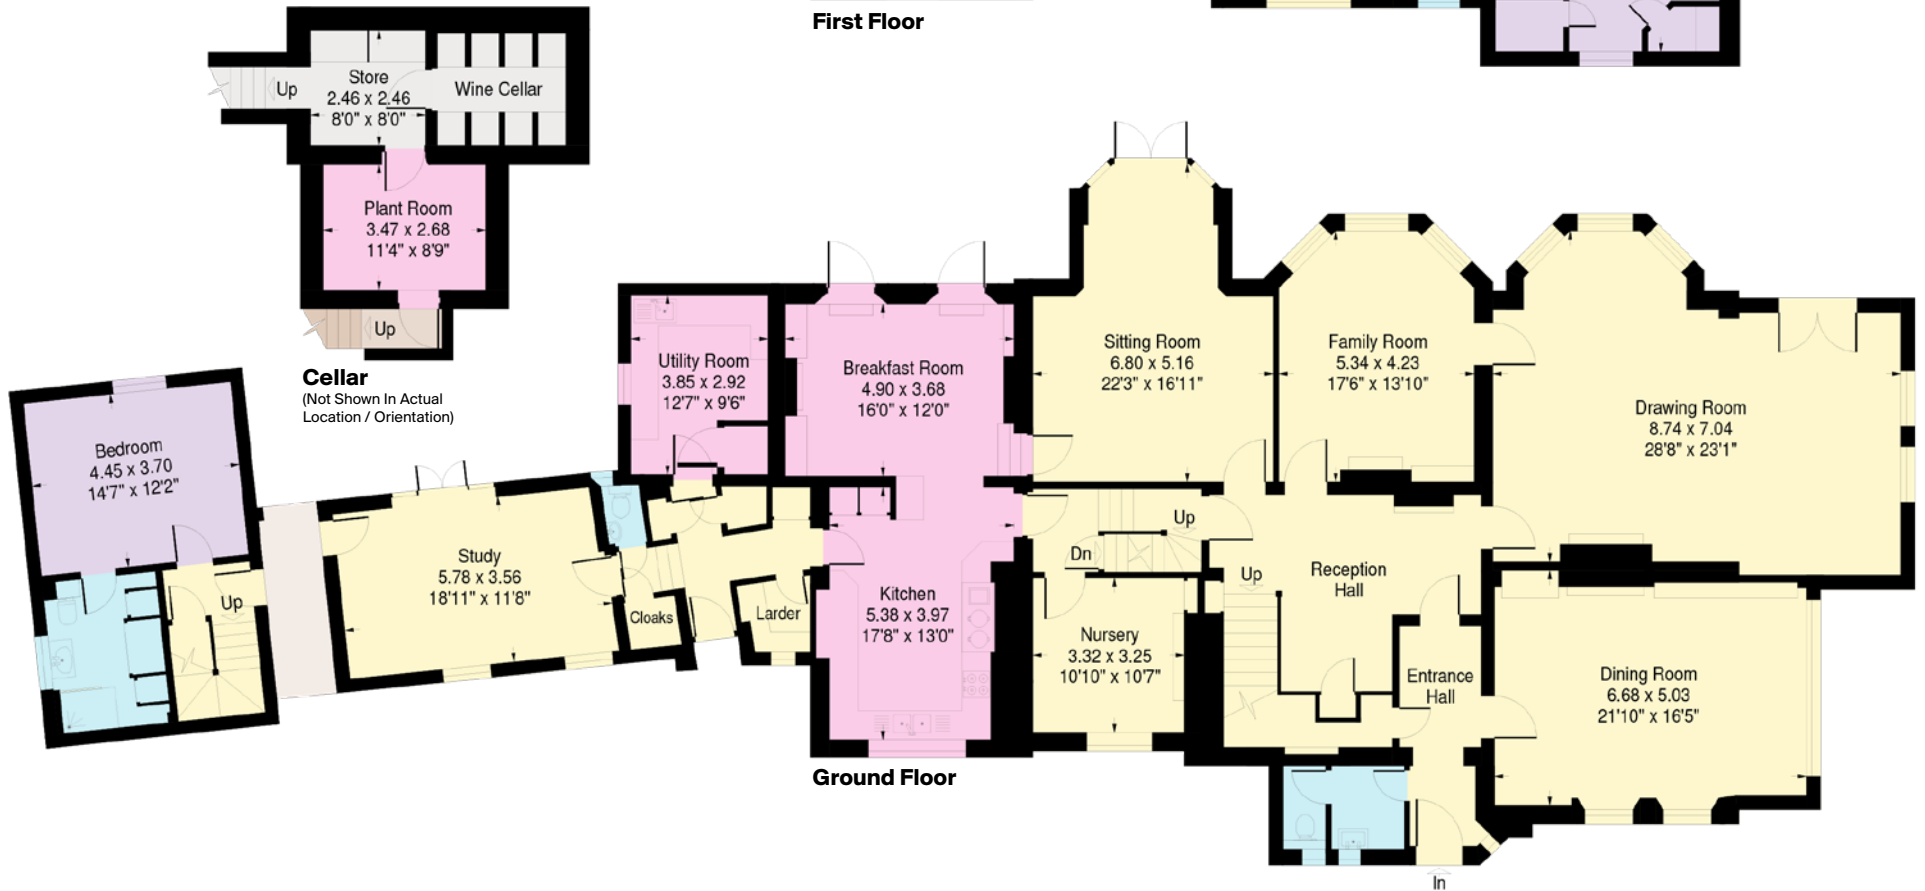 First Floor
Store
2.46 x 2.46
8'0" x 8'0"
Up
Wine Cellar
Plant Room
3.47 x 2.68
11'4" x 8'9"
Up
Cellar
(Not Shown In Actual
Location / Orientation)
Bedroom
4.45 x 3.70
14'7" x 12'2"
Up
Study
5.78 x 3.56
18'11" x 11'8"
Cloaks
Larder
Utility Room
3.85 x 2.92
12'7" x 9'6"
Breakfast Room
4.90 x 3.68
16'0" x 12'0"
Kitchen
5.38 x 3.97
17'8" x 13'0"
Sitting Room
6.80 x 5.16
22'3" x 16'11"
Family Room
5.34 x 4.23
17'6" x 13'10"
Drawing Room
8.74 x 7.04
28'8" x 23'1"
Up
Dn
Up
Reception
Hall
Nursery
3.32 x 3.25
10'10" x 10'7"
Entrance
Hall
Dining Room
6.68 x 5.03
21'10" x 16'5"
Ground Floor
In